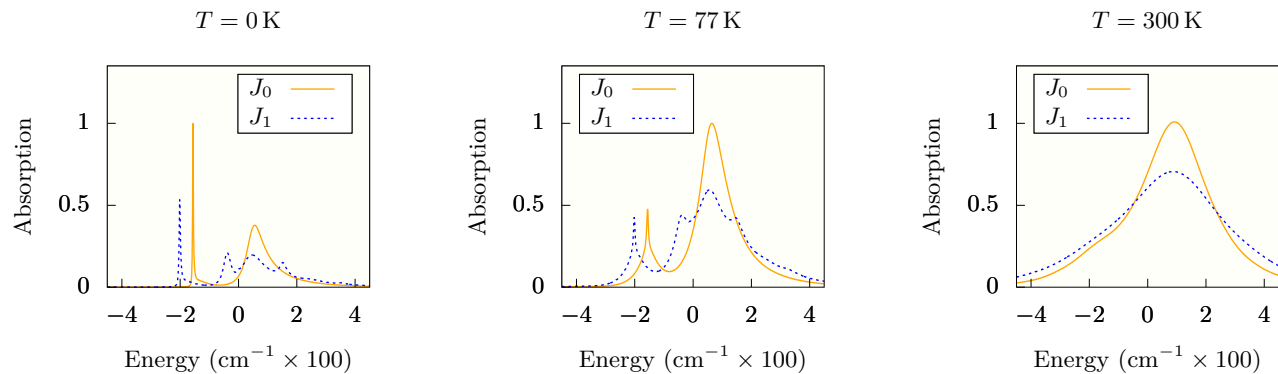 T = 0 K
Absorption
1
0.5
0
J₀
J₁
−4 −2 0 2 4
Energy (cm⁻¹ × 100)
T = 77 K
Absorption
1
0.5
0
J₀
J₁
−4 −2 0 2 4
Energy (cm⁻¹ × 100)
T = 300 K
Absorption
1
0.5
0
J₀
J₁
−4 −2 0 2 4
Energy (cm⁻¹ × 100)